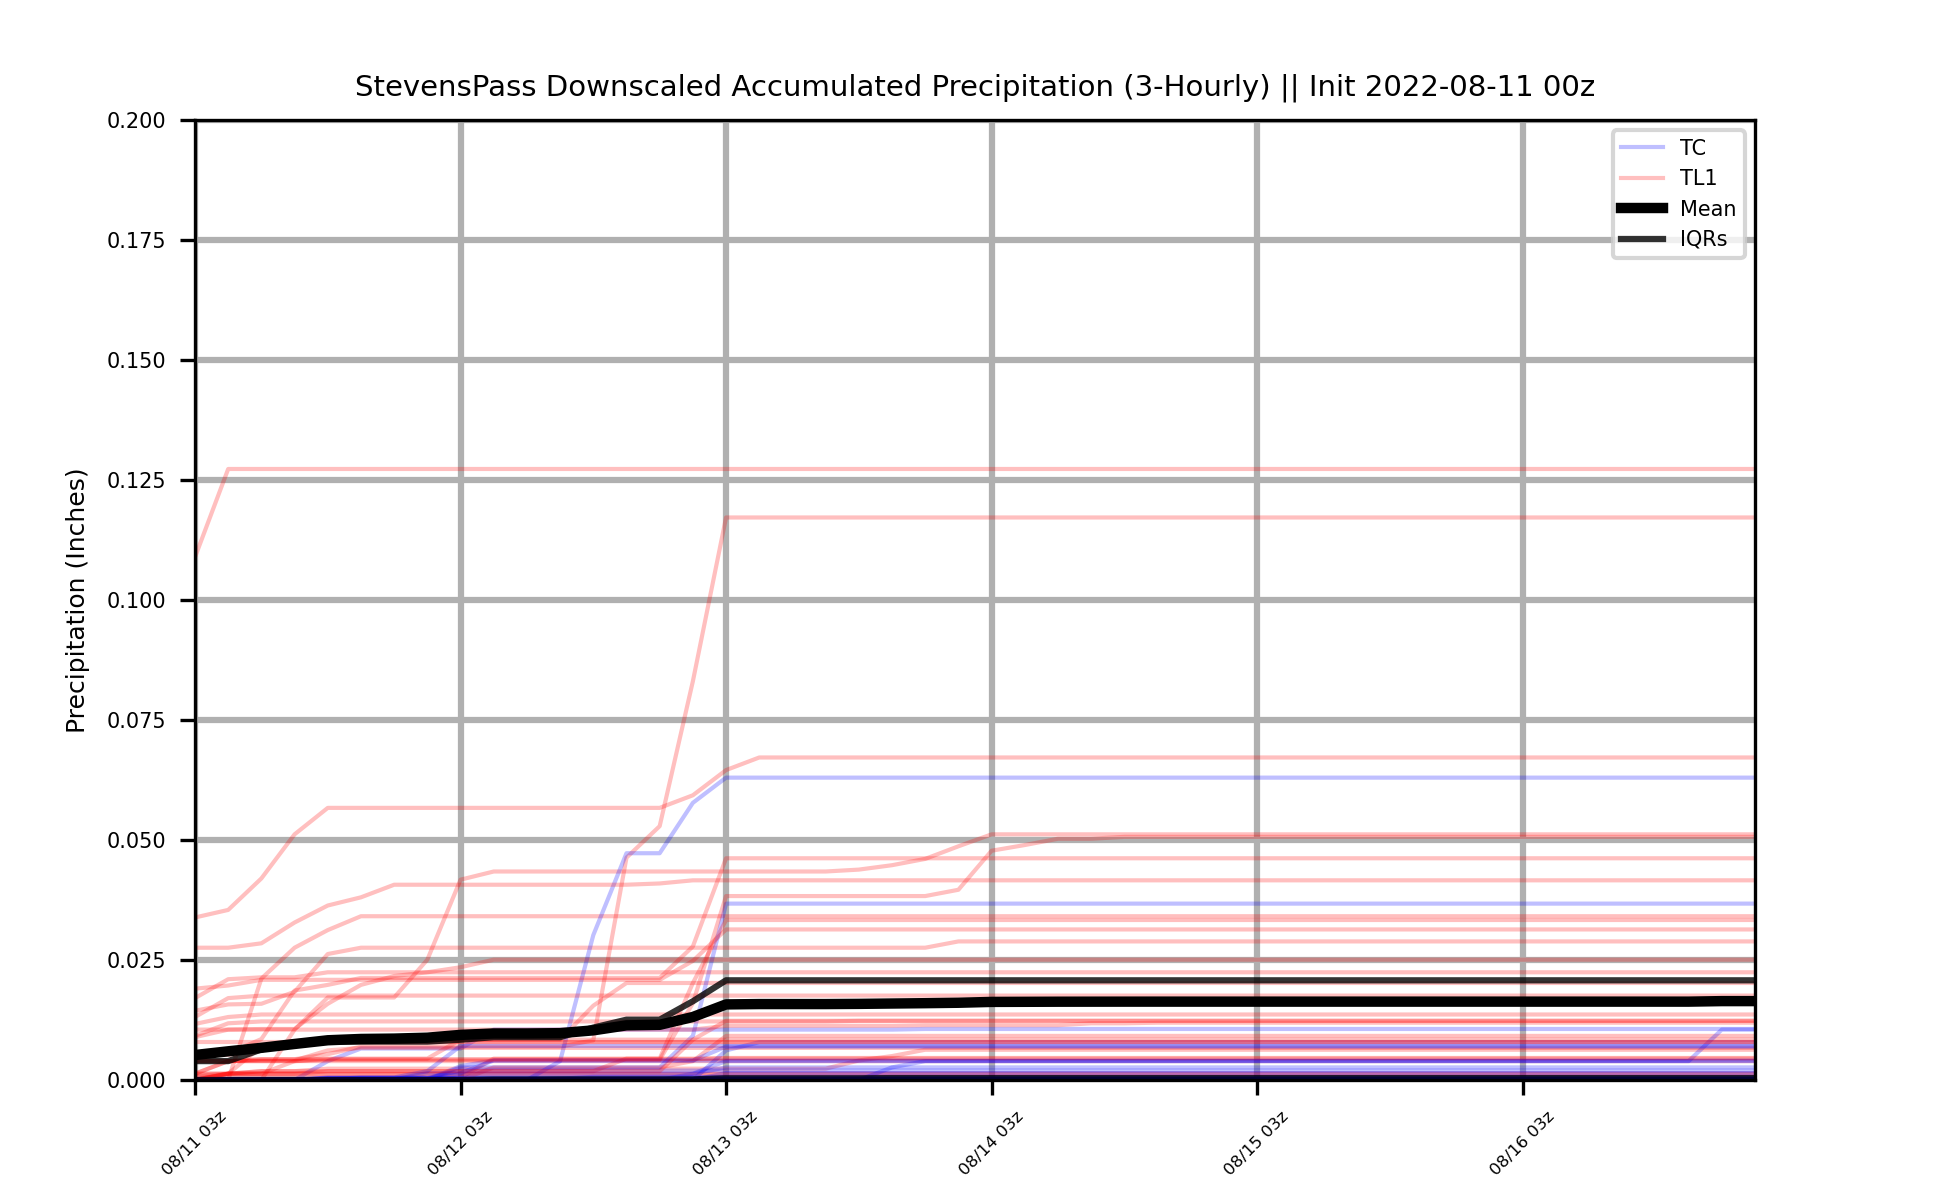 StevensPass Downscaled Accumulated Precipitation (3-Hourly) || Init 2022-08-11 00z
Precipitation (Inches)
0.200
0.175
0.150
0.125
0.100
0.075
0.050
0.025
0.000
TC
TL1
Mean
IQRs
08/11 03z
08/12 03z
08/13 03z
08/14 03z
08/15 03z
08/16 03z